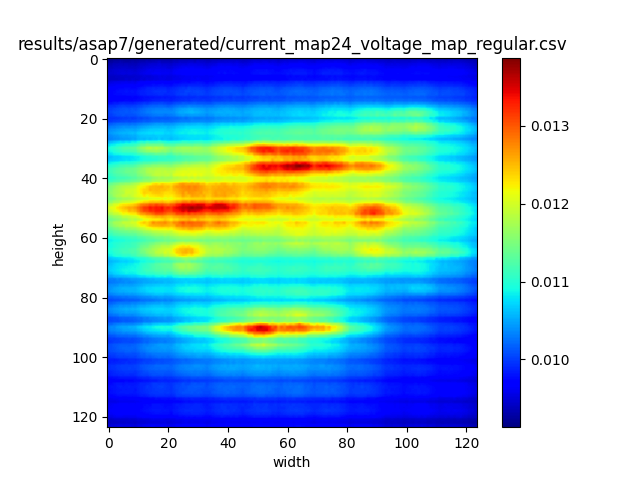 results/asap7/generated/current_map24_voltage_map_regular.csv
0
20
40
60
80
100
120
height
0 20 40 60 80 100 120
width
0.013
0.012
0.011
0.010